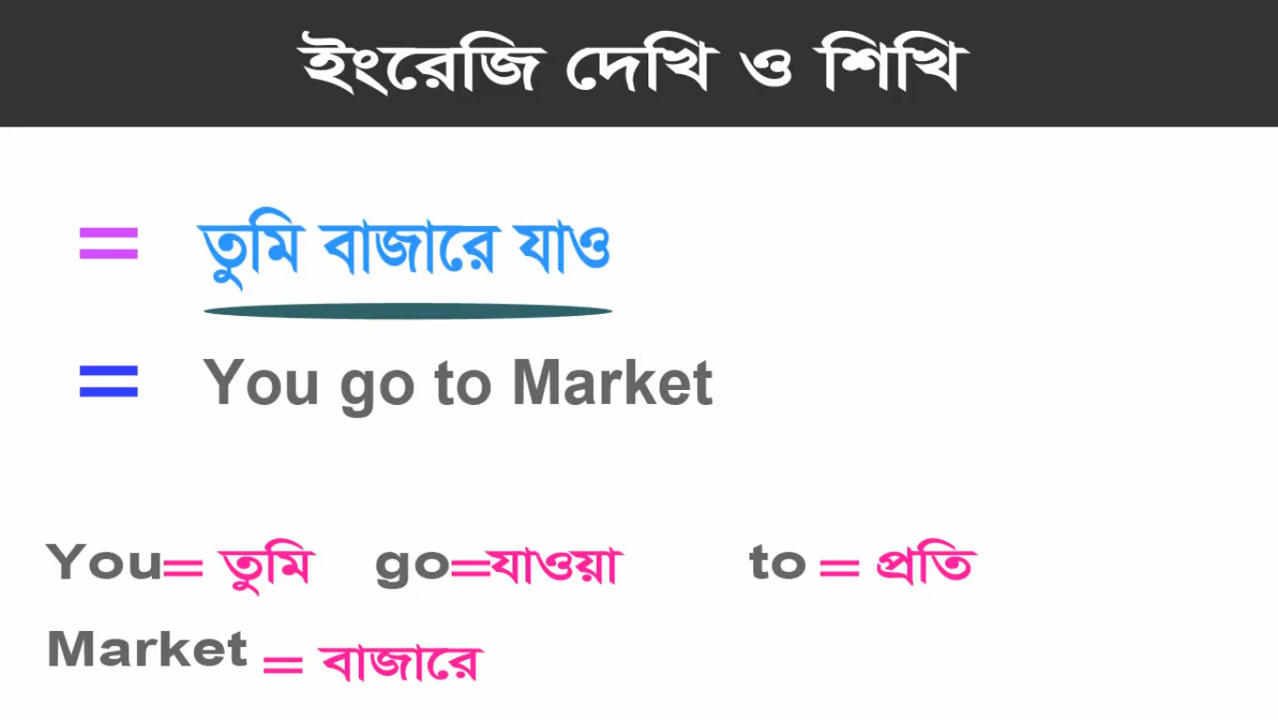 ইংরেজি দেখি ও শিখি
= তুমি বাজারে যাও
= You go to Market
You= তুমি go=যাওয়া to = প্রতি
Market = বাজারে